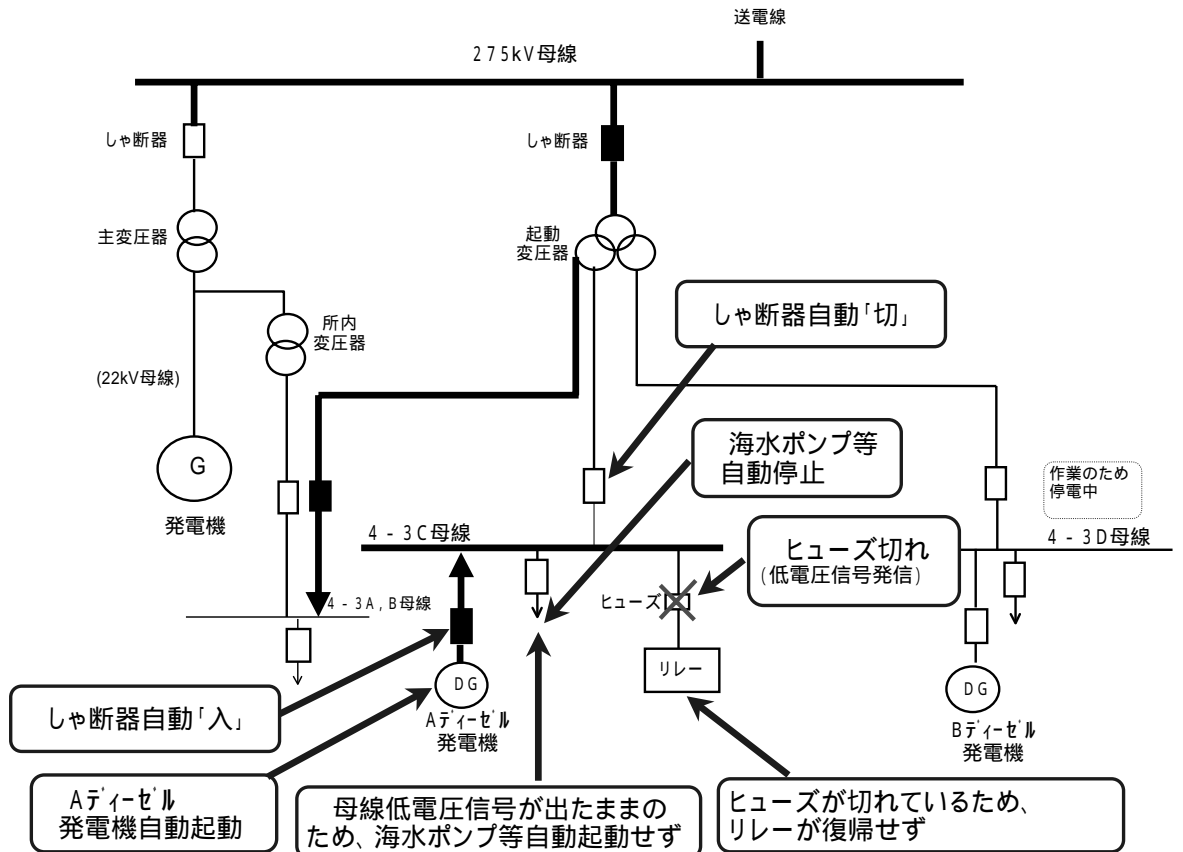 送電線
275kV母線
しゃ断器
しゃ断器
主変圧器
起動
変圧器
しゃ断器自動「切」
所内
変圧器
(22kV母線)
海水ポンプ等
自動停止
G
作業のため
停電中
発電機
4-3C母線
ヒューズ切れ
(低電圧信号発信)
4-3D母線
ヒューズ
4-3A,B母線
リレー
DG
DG
しゃ断器自動「入」
Aディーゼル
発電機
Bディーゼル
発電機
Aディーゼル
発電機自動起動
母線低電圧信号が出たままの
ため、海水ポンプ等自動起動せず
ヒューズが切れているため、
リレーが復帰せず